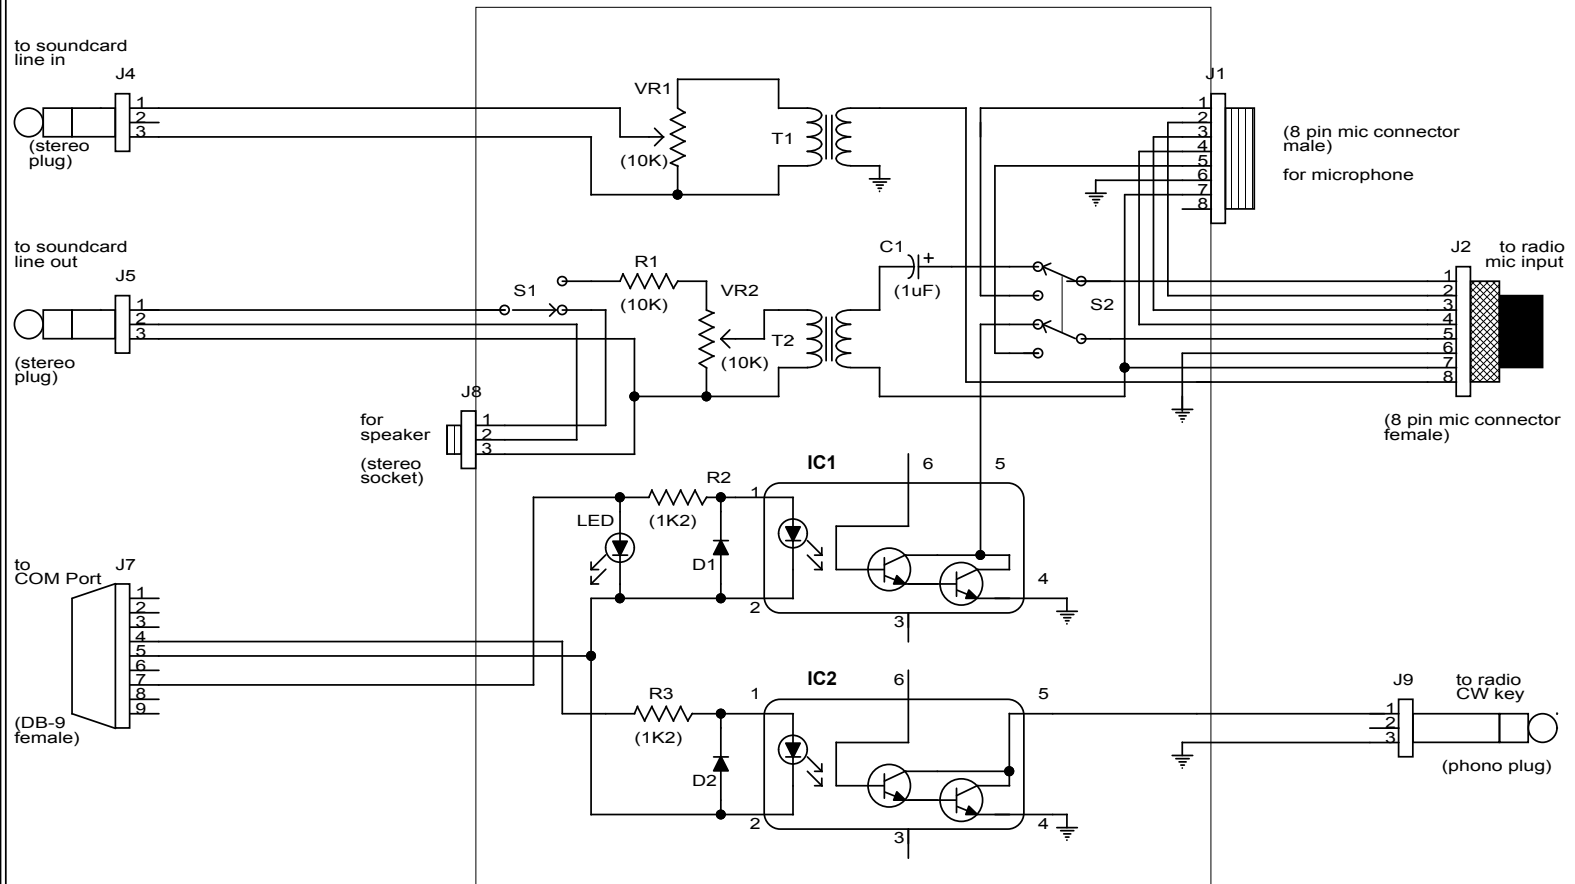 to soundcard
line in
J4
1
2
3
(stereo
plug)
VR1
(10K)
T1
J1
1
2
3
4
5
6
7
8
(8 pin mic connector
male)
for microphone
to soundcard
line out
J5
1
2
3
(stereo
plug)
S1
R1
(10K)
VR2
(10K)
T2
C1
+
(1uF)
S2
J2
to radio
mic input
1
2
3
4
5
6
7
8
(8 pin mic connector
female)
J8
1
2
3
for
speaker
(stereo
socket)
IC1
6
5
R2
(1K2)
1
LED
D1
2
4
3
to
COM Port
J7
1
2
3
4
5
6
7
8
9
(DB-9
female)
IC2
6
5
R3
(1K2)
1
D2
2
4
3
J9
1
2
3
to radio
CW key
(phono plug)